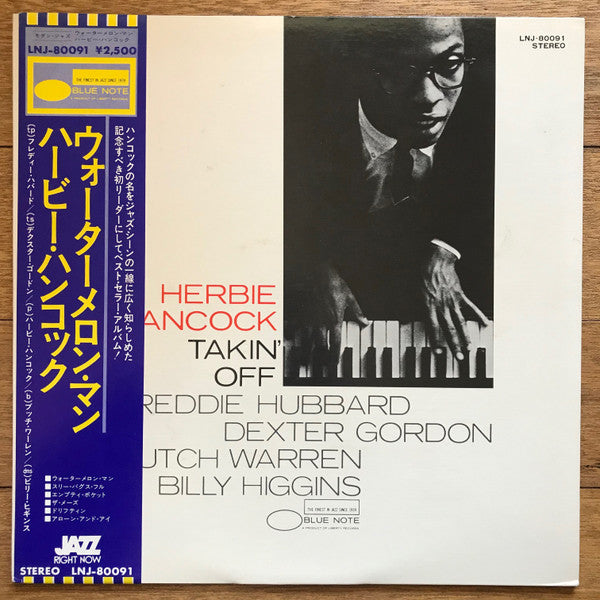 モダン・ジャズ ウォーターメロン・マン
ハービー・ハンコック
LNJ-80091 ¥2,500
THE FINEST IN JAZZ SINCE 1939
BLUE NOTE
A PRODUCT OF LIBERTY RECORDS
ウォーターメロン・マン
ハービー・ハンコック
(tp)フレディー・ハバード/(ts)デクスター・ゴードン/(p)ハービー・ハンコック/(b)ブッチ・ワーレン/(dms)ビリー・ヒギンス
ハンコックの名をジャズ・シーンの一線に広く知らしめた
記念すべき初リーダーにしてベスト・セラー・アルバム!
■ウォーターメロン・マン
■スリー・バグス・フル
■エンプティ・ポケット
■ザ・メーズ
■ドリフティン
■アローン・アンド・アイ
JAZZ
RIGHT NOW
STEREO LNJ-80091
LNJ-80091
STEREO
HERBIE
ANCOCK
TAKIN'
OFF
REDDIE HUBBARD
DEXTER GORDON
UTCH WARREN
BILLY HIGGINS
THE FINEST IN JAZZ SINCE 1939
BLUE NOTE
A PRODUCT OF LIBERTY RECORDS